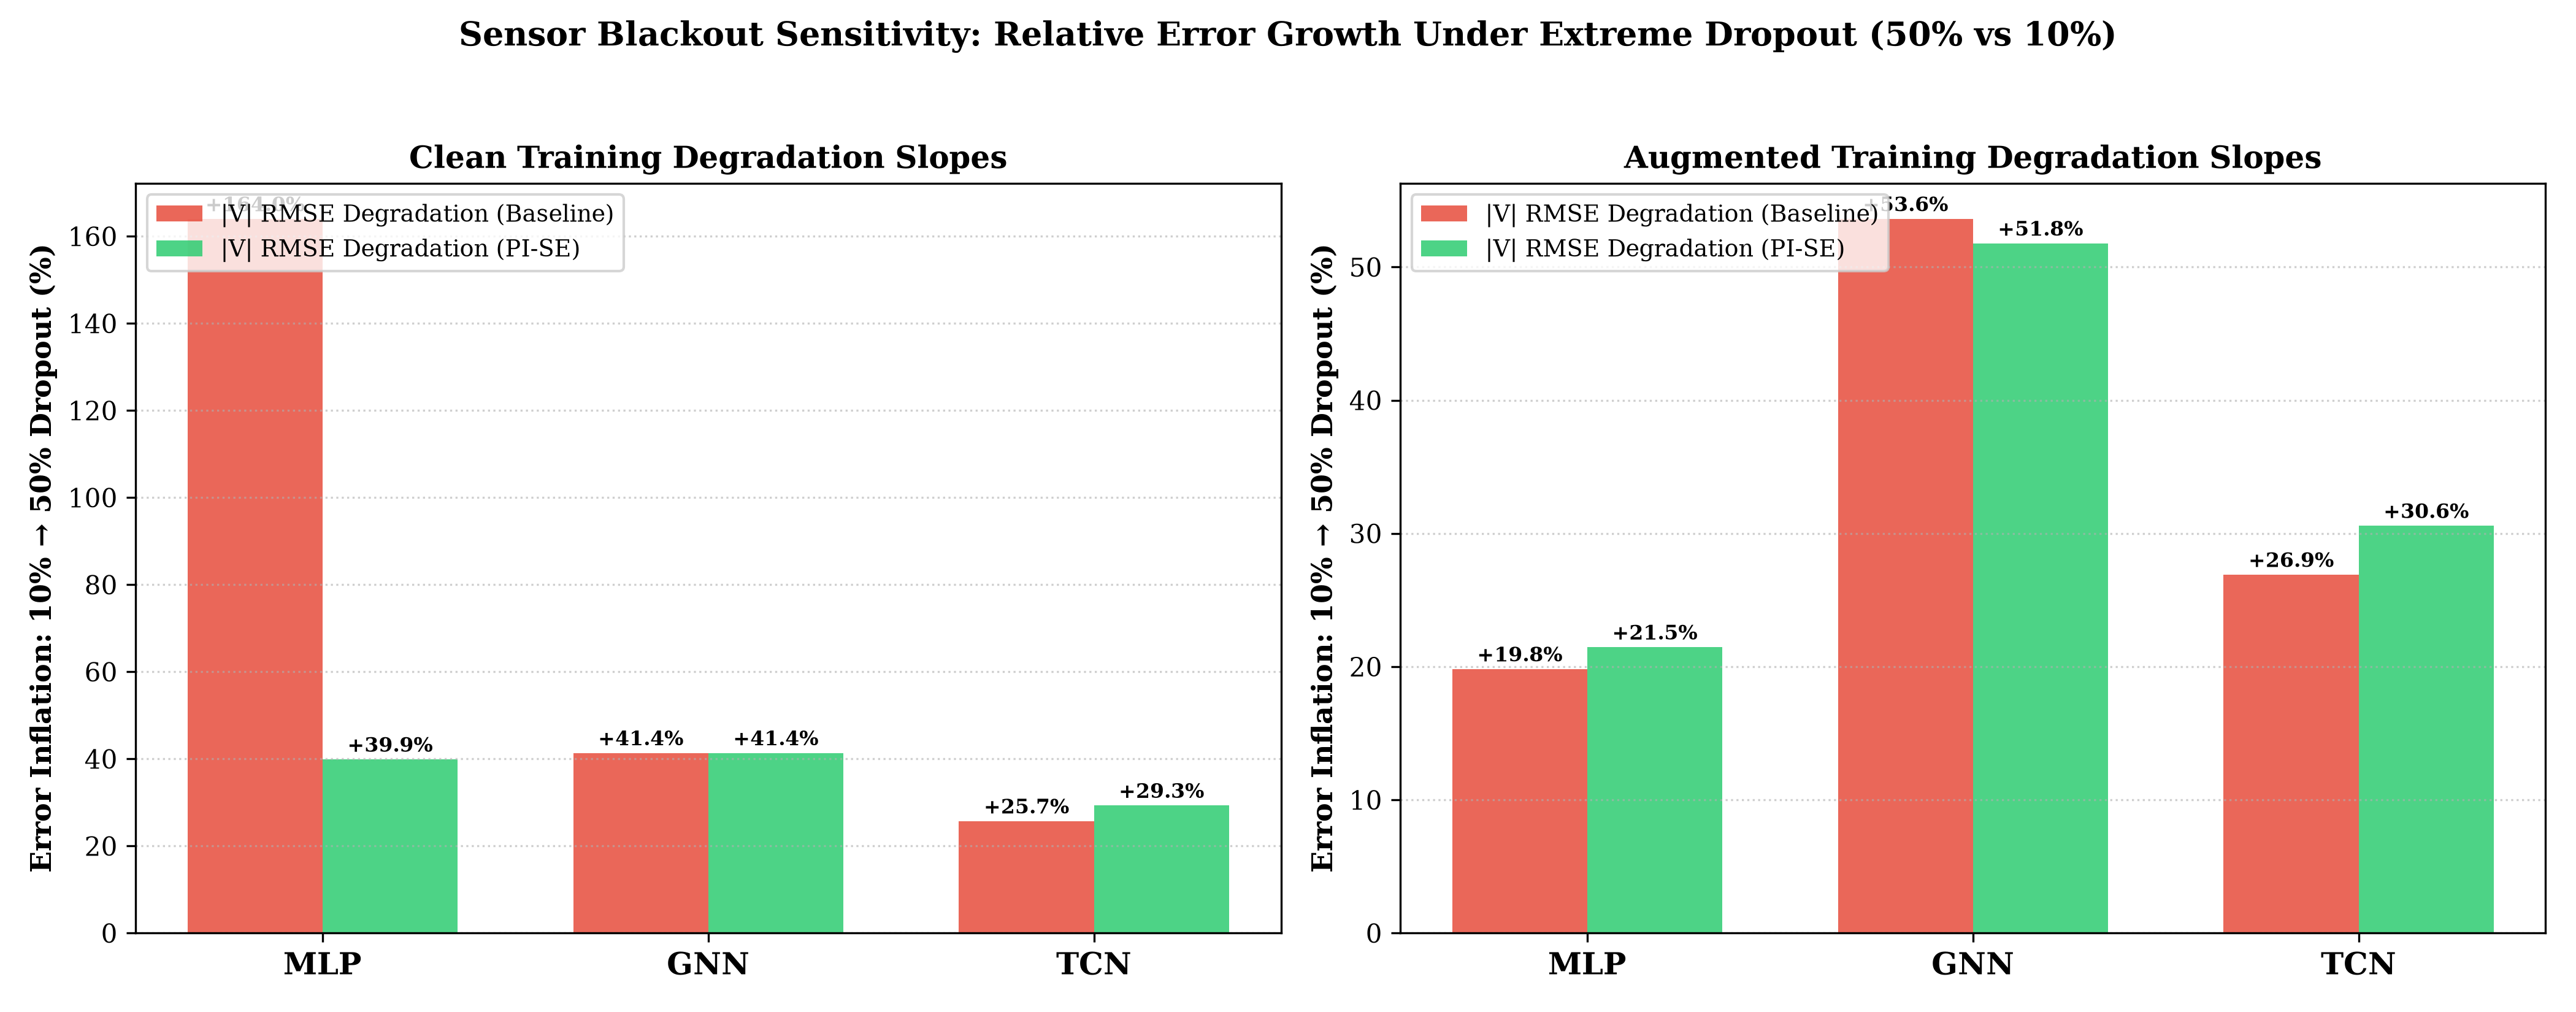 Sensor Blackout Sensitivity: Relative Error Growth Under Extreme Dropout (50% vs 10%)
Clean Training Degradation Slopes
Error Inflation: 10% → 50% Dropout (%)
160
140
120
100
80
60
40
20
0
|V| RMSE Degradation (Baseline)
|V| RMSE Degradation (PI-SE)
+164.0%
+39.9%
+41.4%
+41.4%
+25.7%
+29.3%
MLP
GNN
TCN
Augmented Training Degradation Slopes
Error Inflation: 10% → 50% Dropout (%)
50
40
30
20
10
0
|V| RMSE Degradation (Baseline)
|V| RMSE Degradation (PI-SE)
+19.8%
+21.5%
+53.6%
+51.8%
+26.9%
+30.6%
MLP
GNN
TCN